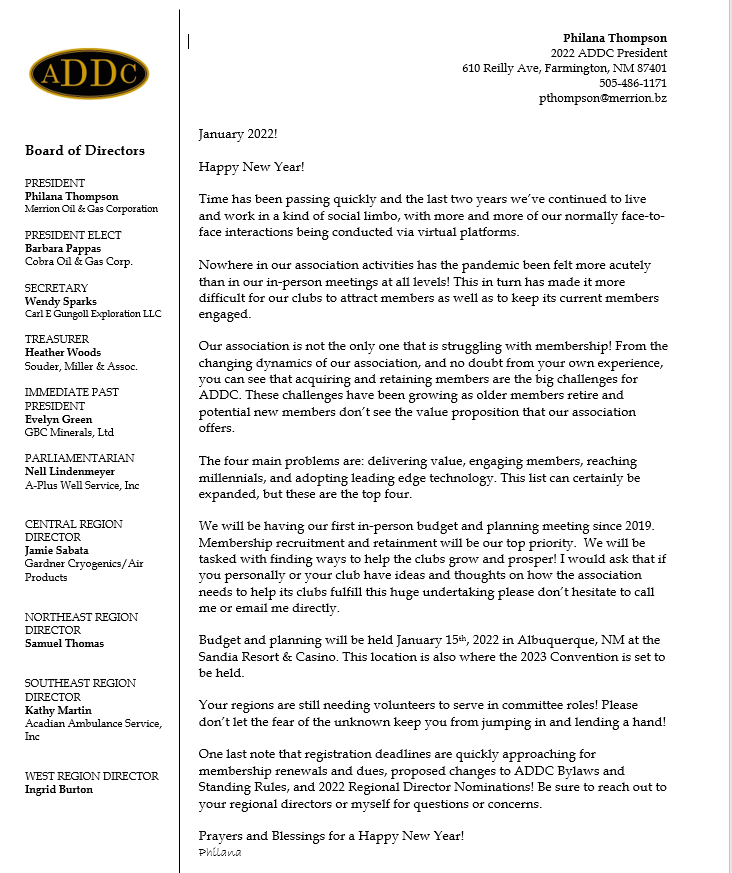 ADDC
Board of Directors
PRESIDENT
Philana Thompson
Merrion Oil & Gas Corporation
PRESIDENT ELECT
Barbara Pappas
Cobra Oil & Gas Corp.
SECRETARY
Wendy Sparks
Carl E Gungoll Exploration LLC
TREASURER
Heather Woods
Souder, Miller & Assoc.
IMMEDIATE PAST
PRESIDENT
Evelyn Green
GBC Minerals, Ltd
PARLIAMENTARIAN
Nell Lindenmeyer
A-Plus Well Service, Inc
CENTRAL REGION
DIRECTOR
Jamie Sabata
Gardner Cryogenics/Air
Products
NORTHEAST REGION
DIRECTOR
Samuel Thomas
SOUTHEAST REGION
DIRECTOR
Kathy Martin
Acadian Ambulance Service,
Inc
WEST REGION DIRECTOR
Ingrid Burton
Philana Thompson
2022 ADDC President
610 Reilly Ave, Farmington, NM 87401
505-486-1171
pthompson@merrion.bz
January 2022!
Happy New Year!
Time has been passing quickly and the last two years we've continued to live
and work in a kind of social limbo, with more and more of our normally face-to-
face interactions being conducted via virtual platforms.
Nowhere in our association activities has the pandemic been felt more acutely
than in our in-person meetings at all levels! This in turn has made it more
difficult for our clubs to attract members as well as to keep its current members
engaged.
Our association is not the only one that is struggling with membership! From the
changing dynamics of our association, and no doubt from your own experience,
you can see that acquiring and retaining members are the big challenges for
ADDC. These challenges have been growing as older members retire and
potential new members don't see the value proposition that our association
offers.
The four main problems are: delivering value, engaging members, reaching
millennials, and adopting leading edge technology. This list can certainly be
expanded, but these are the top four.
We will be having our first in-person budget and planning meeting since 2019.
Membership recruitment and retainment will be our top priority.  We will be
tasked with finding ways to help the clubs grow and prosper! I would ask that if
you personally or your club have ideas and thoughts on how the association
needs to help its clubs fulfill this huge undertaking please don't hesitate to call
me or email me directly.
Budget and planning will be held January 15th, 2022 in Albuquerque, NM at the
Sandia Resort & Casino. This location is also where the 2023 Convention is set to
be held.
Your regions are still needing volunteers to serve in committee roles! Please
don't let the fear of the unknown keep you from jumping in and lending a hand!
One last note that registration deadlines are quickly approaching for
membership renewals and dues, proposed changes to ADDC Bylaws and
Standing Rules, and 2022 Regional Director Nominations! Be sure to reach out to
your regional directors or myself for questions or concerns.
Prayers and Blessings for a Happy New Year!
Philana